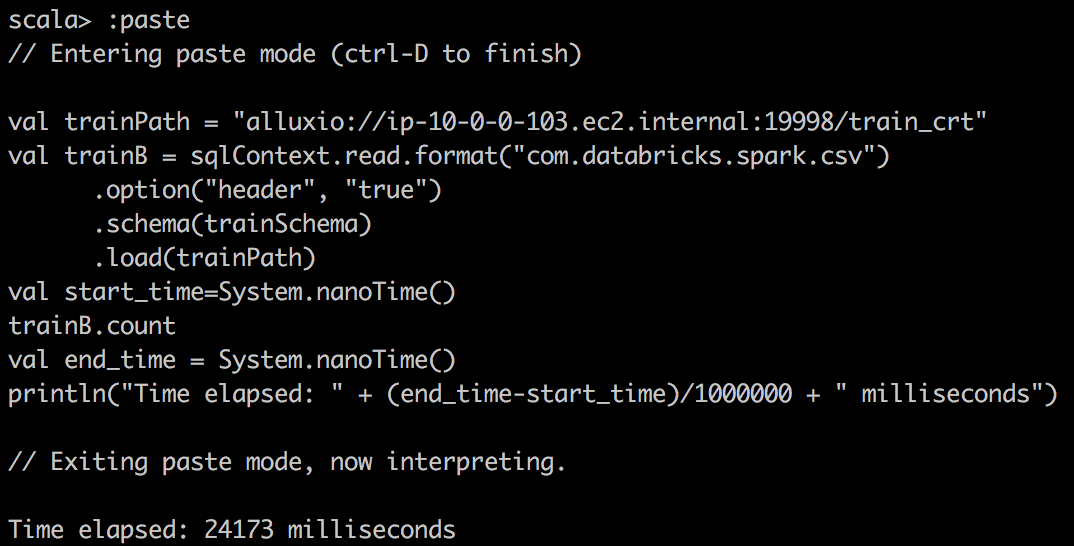 scala> :paste
// Entering paste mode (ctrl-D to finish)
val trainPath = "alluxio://ip-10-0-0-103.ec2.internal:19998/train_crt"
val trainB = sqlContext.read.format("com.databricks.spark.csv")
.option("header", "true")
.schema(trainSchema)
.load(trainPath)
val start_time=System.nanoTime()
trainB.count
val end_time = System.nanoTime()
println("Time elapsed: " + (end_time-start_time)/1000000 + " milliseconds")
// Exiting paste mode, now interpreting.
Time elapsed: 24173 milliseconds